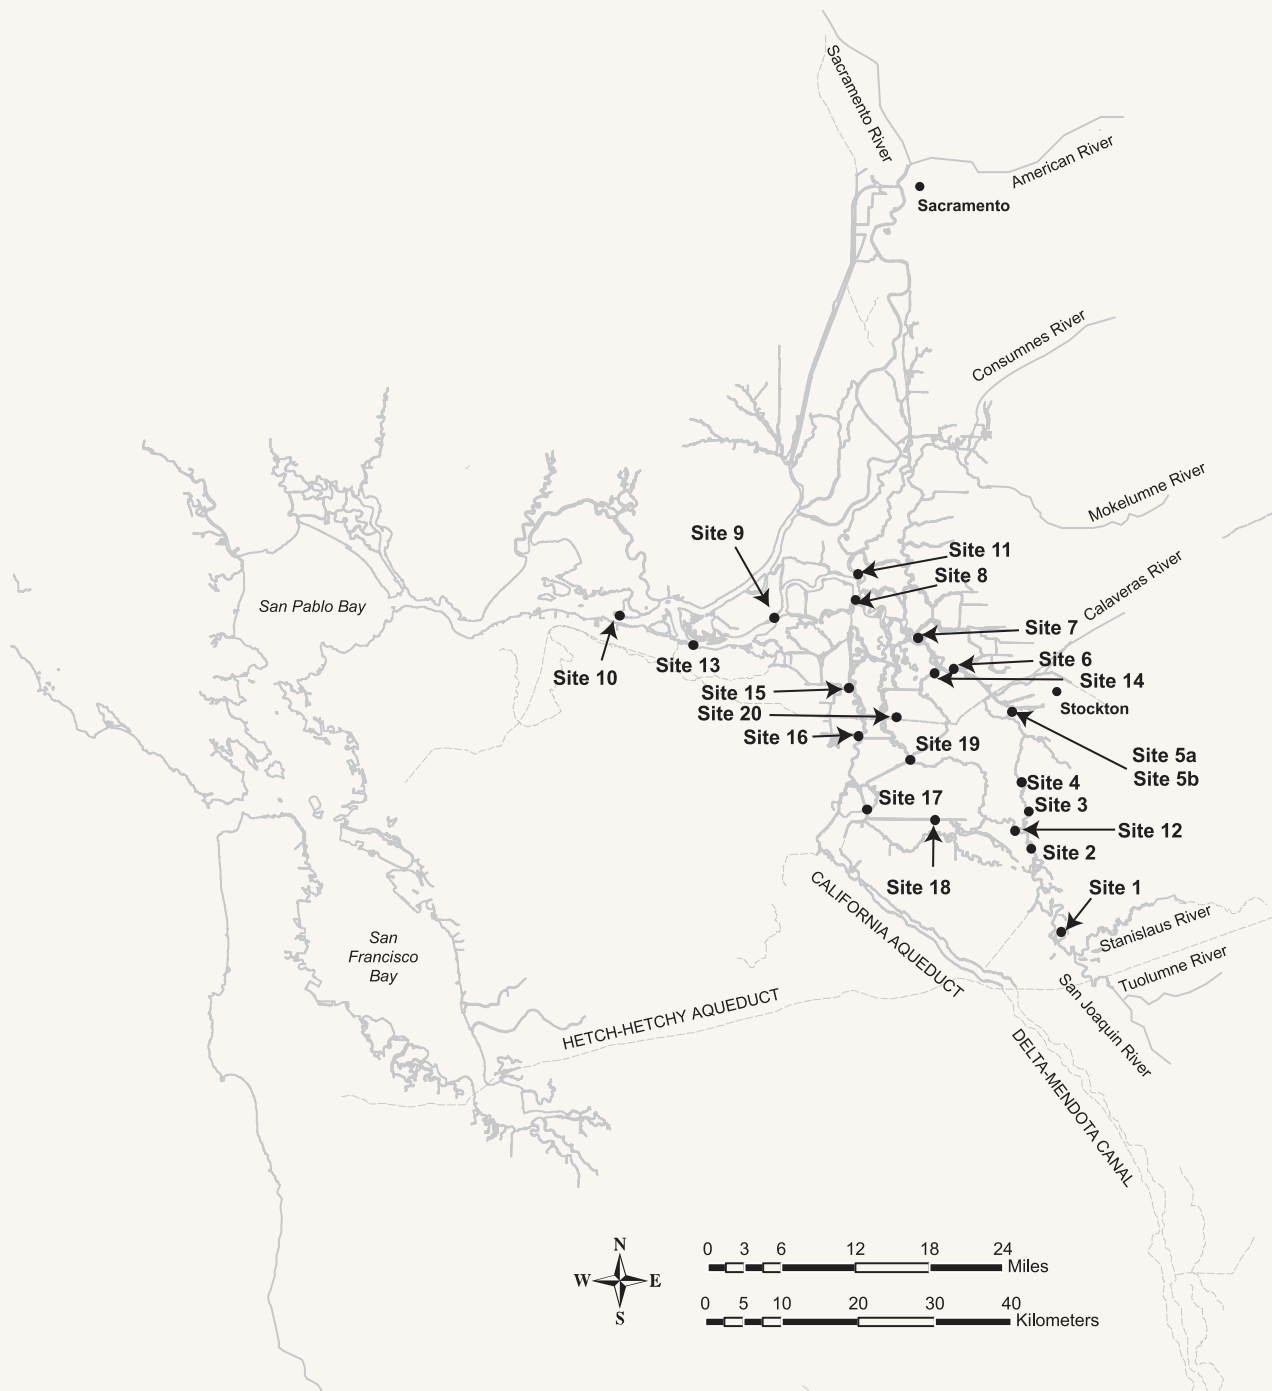 Sacramento River
American River
Sacramento
Consumnes River
Mokelumne River
Site 9
Site 11
Site 8
Calaveras River
San Pablo Bay
Site 7
Site 6
Site 13
Site 10
Site 14
Site 15
Stockton
Site 20
Site 16
Site 19
Site 5a
Site 5b
Site 4
Site 17
Site 3
Site 12
Site 2
Site 18
Site 1
CALIFORNIA AQUEDUCT
Stanislaus River
San
Francisco
Bay
Tuolumne River
San Joaquin River
HETCH-HETCHY AQUEDUCT
DELTA-MENDOTA CANAL
N
W E
S
0 3 6 12 18 24
Miles
0 5 10 20 30 40
Kilometers